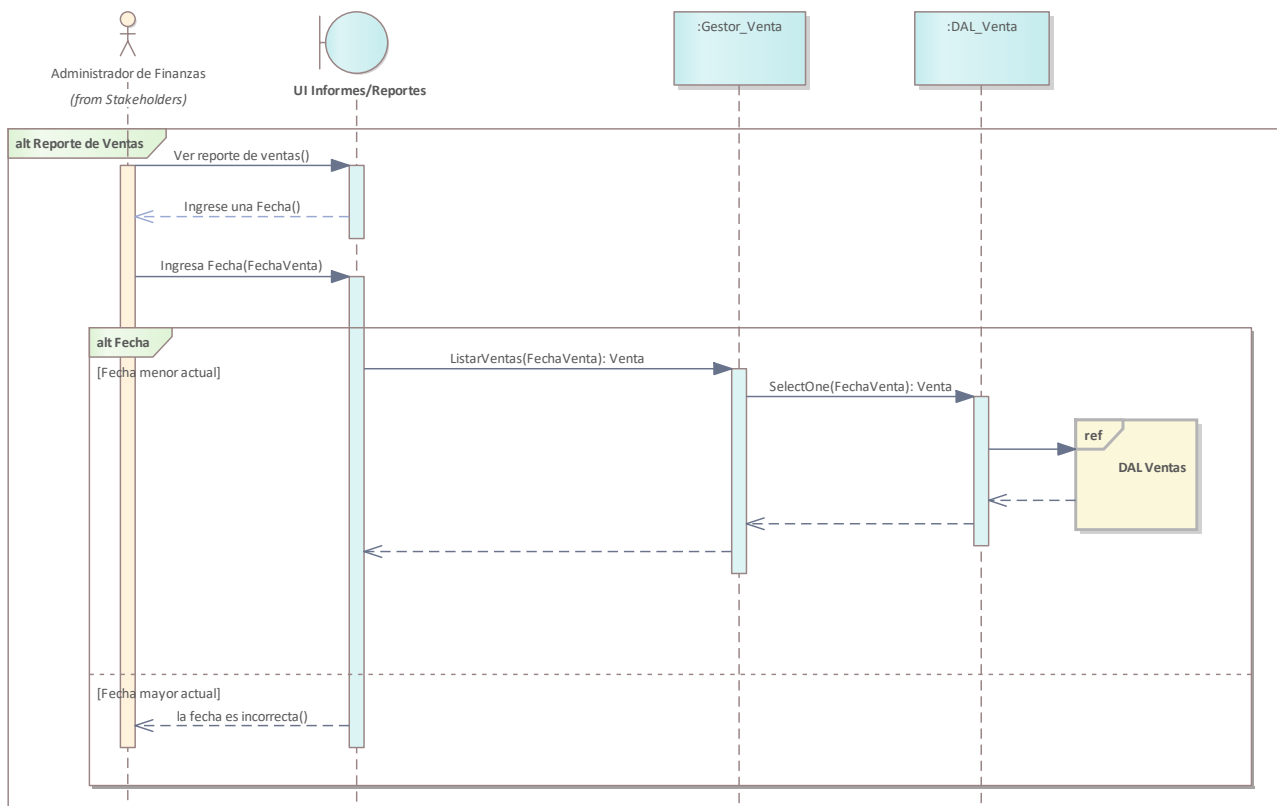 :Gestor_Venta
:DAL_Venta
Administrador de Finanzas
(from Stakeholders)
UI Informes/Reportes
alt Reporte de Ventas
Ver reporte de ventas()
Ingrese una Fecha()
Ingresa Fecha(FechaVenta)
alt Fecha
[Fecha menor actual]
ListarVentas(FechaVenta): Venta
SelectOne(FechaVenta): Venta
ref
DAL Ventas
[Fecha mayor actual]
la fecha es incorrecta()